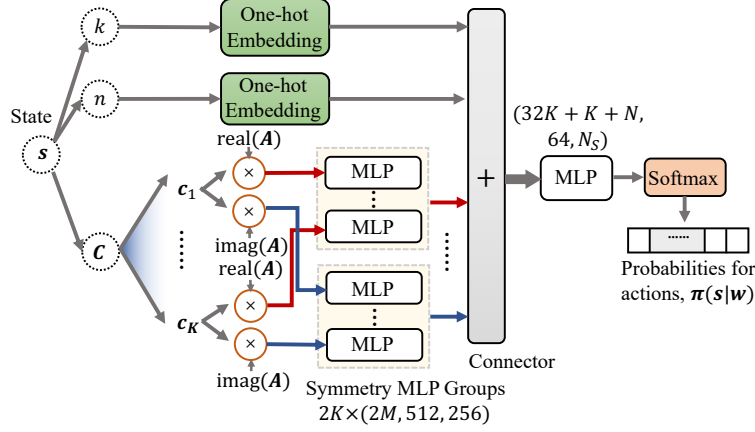 k
One-hot
Embedding
n
One-hot
Embedding
State
s
C
real(A)
c₁
×
×
imag(A)
......
real(A)
c_K
×
×
imag(A)
MLP
...
MLP
......
MLP
...
MLP
Symmetry MLP Groups
2K×(2M, 512, 256)
+
Connector
(32K + K + N,
64, N_S)
MLP
Softmax
......
Probabilities for
actions, π(s|w)